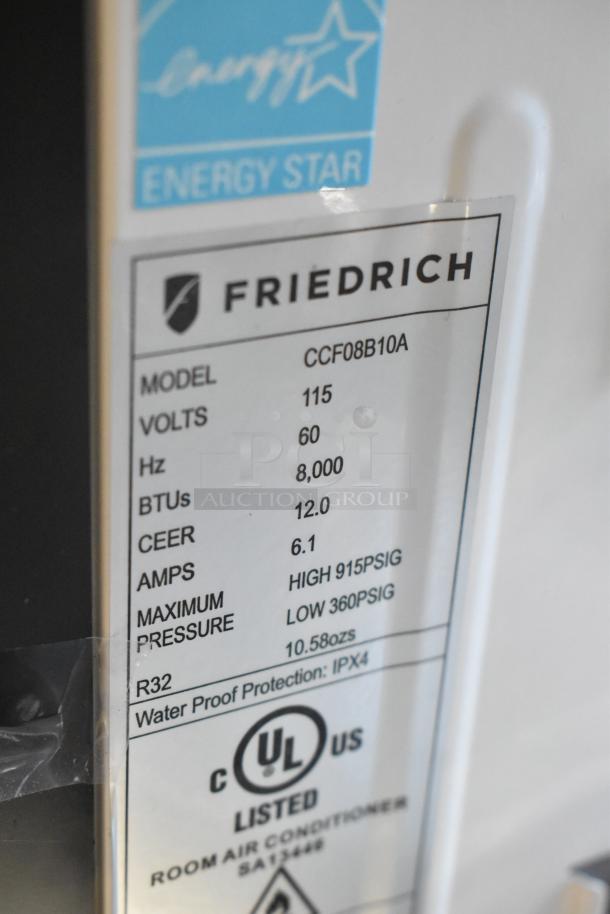 energy
ENERGY STAR
FRIEDRICH
MODEL CCF08B10A
VOLTS 115
Hz 60
BTUs 8,000
CEER 12.0
AMPS 6.1
MAXIMUM HIGH 915PSIG
PRESSURE LOW 360PSIG
R32 10.58ozs
Water Proof Protection: IPX4
C UL US
®
LISTED
ROOM AIR CONDITIONER
SA13446
PCI
AUCTION GROUP